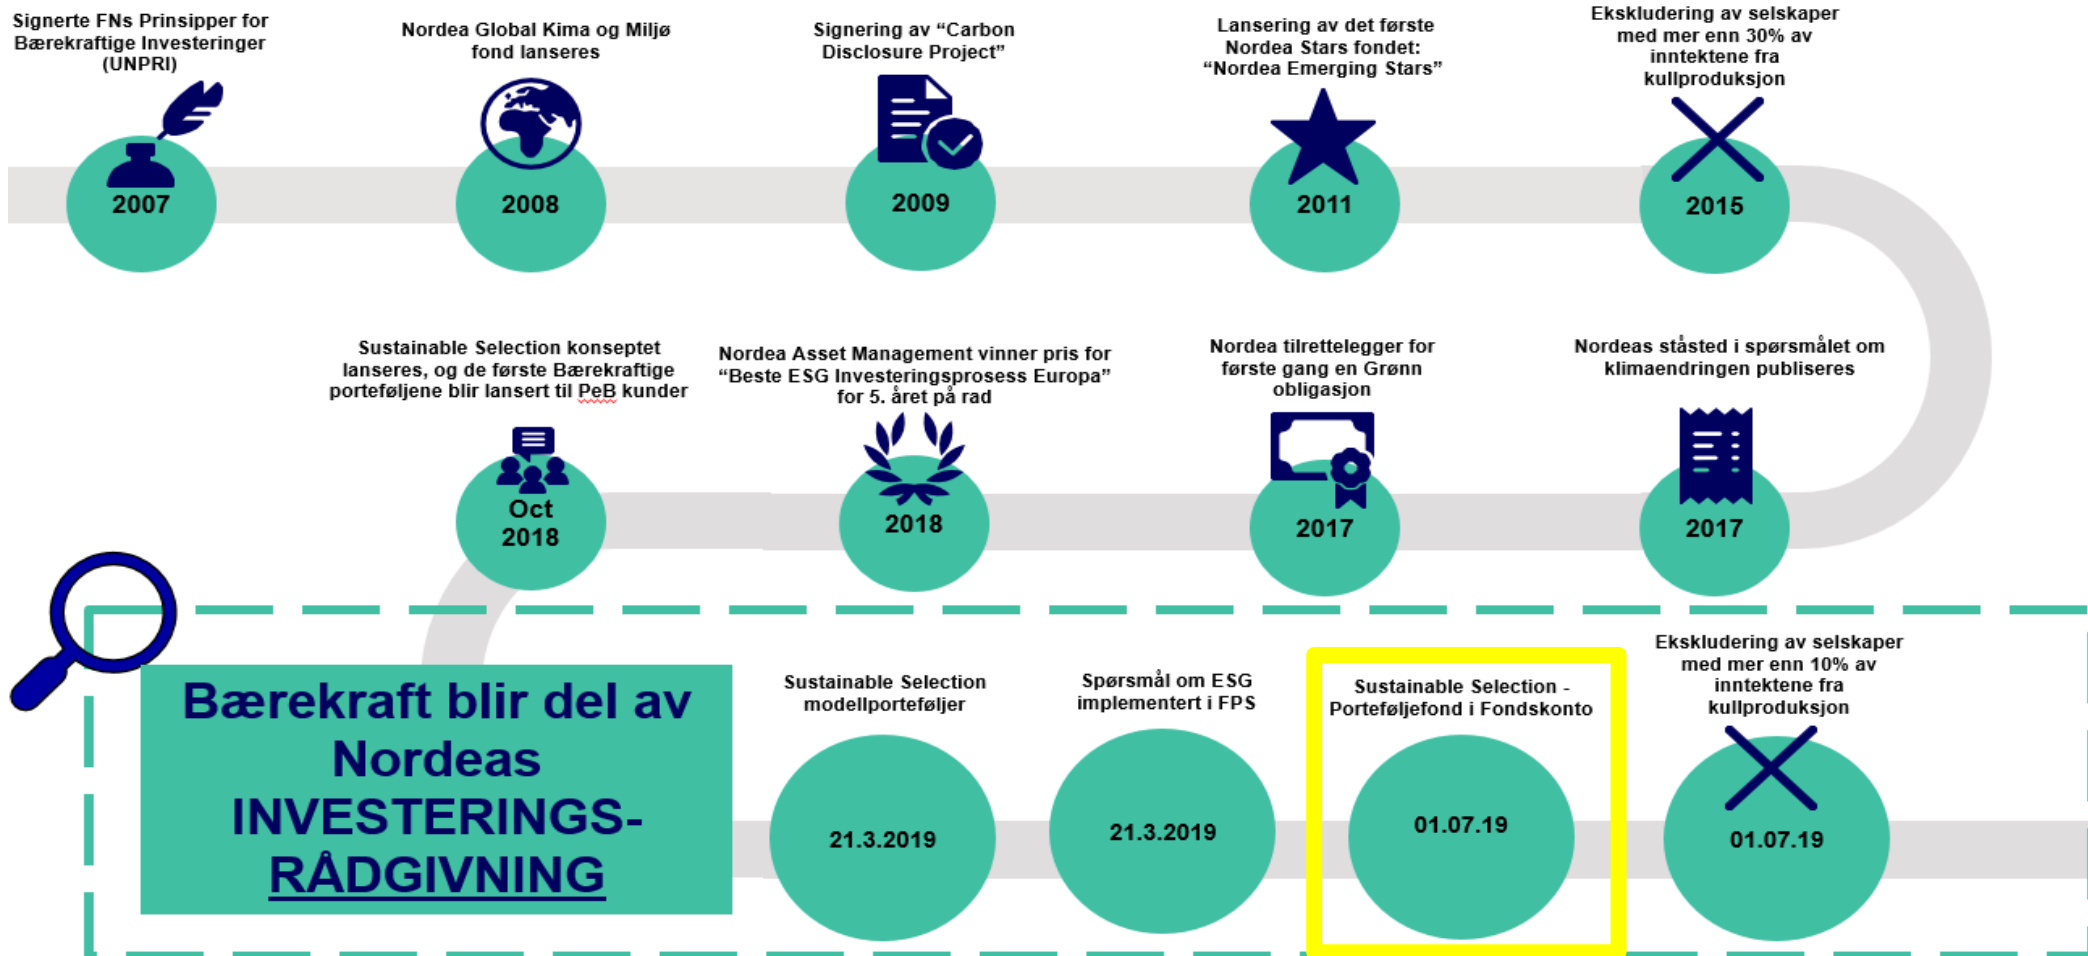 Signerte FNs Prinsipper for
Bærekraftige Investeringer
(UNPRI)
2007
Nordea Global Kima og Miljø
fond lanseres
2008
Signering av “Carbon
Disclosure Project”
2009
Lansering av det første
Nordea Stars fondet:
“Nordea Emerging Stars”
2011
Ekskludering av selskaper
med mer enn 30% av
inntektene fra
kullproduksjon
2015
Nordeas ståsted i spørsmålet om
klimaendringen publiseres
2017
Nordea tilrettelegger for
første gang en Grønn
obligasjon
2017
Nordea Asset Management vinner pris for
“Beste ESG Investeringsprosess Europa”
for 5. året på rad
2018
Sustainable Selection konseptet
lanseres, og de første Bærekraftige
porteføljene blir lansert til PeB kunder
Oct
2018
Bærekraft blir del av
Nordeas
INVESTERINGS-
RÅDGIVNING
Sustainable Selection
modellporteføljer
21.3.2019
Spørsmål om ESG
implementert i FPS
21.3.2019
Sustainable Selection -
Porteføljefond i Fondskonto
01.07.19
Ekskludering av selskaper
med mer enn 10% av
inntektene fra
kullproduksjon
01.07.19